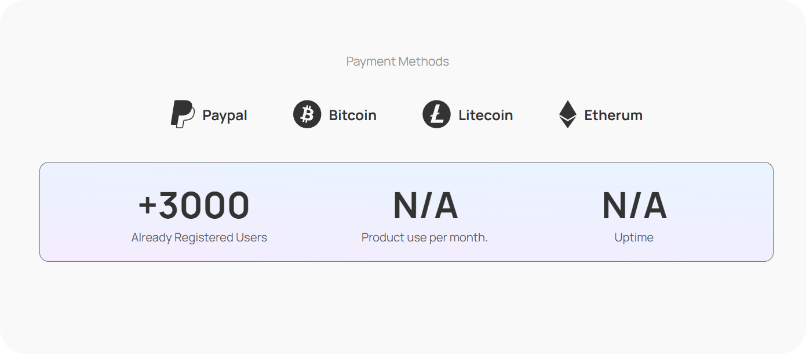 Payment Methods
Paypal Bitcoin Litecoin Etherum
+3000 N/A N/A
Already Registered Users Product use per month. Uptime